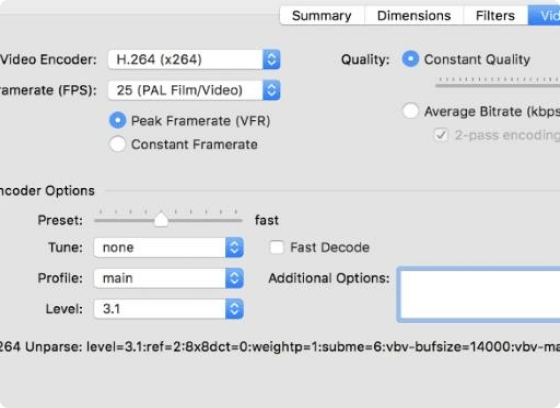 Summary Dimensions Filters Vid
Video Encoder: H.264 (x264) Quality: Constant Quality
ramerate (FPS): 25 (PAL Film/Video)
Peak Framerate (VFR) Average Bitrate (kbps
Constant Framerate 2-pass encoding
ncoder Options
Preset: fast
Tune: none Fast Decode
Profile: main Additional Options:
Level: 3.1
264 Unparse: level=3.1:ref=2:8x8dct=0:weightp=1:subme=6:vbv-bufsize=14000:vbv-ma